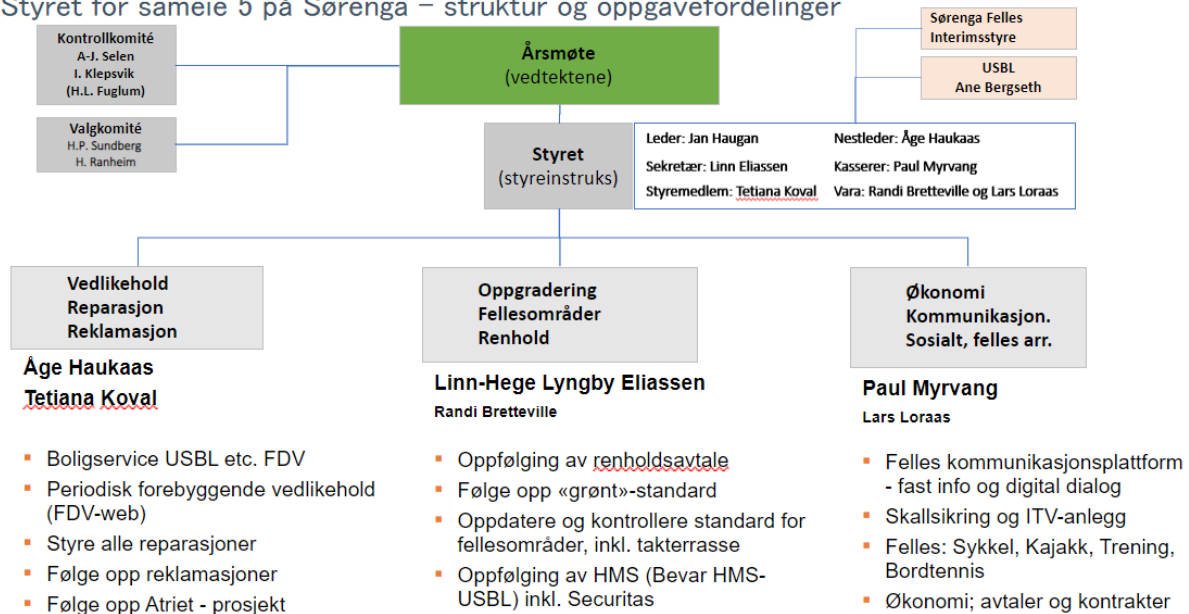 Styret for sameie 5 på Sørenga – struktur og oppgavefordelinger
Kontrollkomité
A-J. Selen
I. Klepsvik
(H.L. Fuglum)
Valgkomité
H.P. Sundberg
H. Ranheim
Årsmøte
(vedtektene)
Sørenga Felles
Interimsstyre
USBL
Ane Bergseth
Styret
(styreinstruks)
Leder: Jan Haugan
Nestleder: Åge Haukaas
Sekretær: Linn Eliassen
Kasserer: Paul Myrvang
Styremedlem: Tetiana Koval
Vara: Randi Bretteville og Lars Loraas
Vedlikehold
Reparasjon
Reklamasjon
Åge Haukaas
Tetiana Koval
Boligservice USBL etc. FDV
Periodisk forebyggende vedlikehold
(FDV-web)
Styre alle reparasjoner
Følge opp reklamasjoner
Følge opp Atriet - prosjekt
Oppgradering
Fellesområder
Renhold
Linn-Hege Lyngby Eliassen
Randi Bretteville
Oppfølging av renholdsavtale
Følge opp «grønt»-standard
Oppdatere og kontrollere standard for
fellesområder, inkl. takterrasse
Oppfølging av HMS (Bevar HMS-
USBL) inkl. Securitas
Økonomi
Kommunikasjon.
Sosialt, felles arr.
Paul Myrvang
Lars Loraas
Felles kommunikasjonsplattform
- fast info og digital dialog
Skallsikring og ITV-anlegg
Felles: Sykkel, Kajakk, Trening,
Bordtennis
Økonomi; avtaler og kontrakter